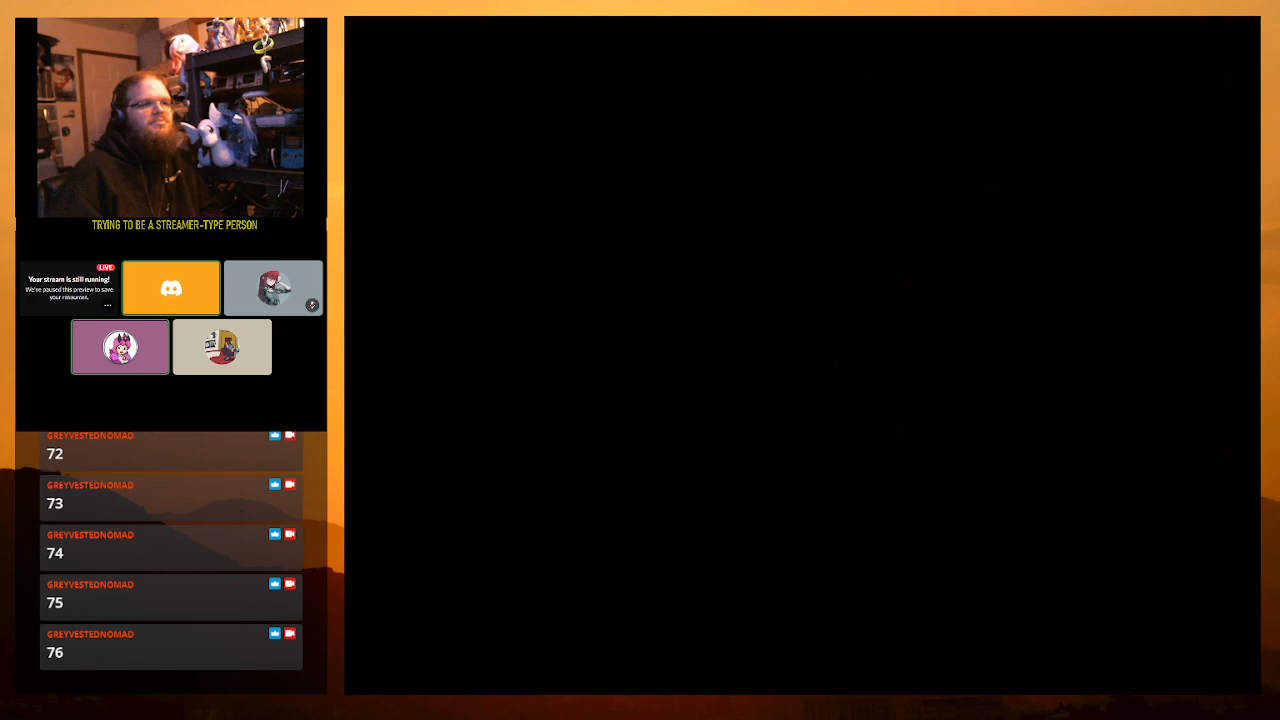 TRYING TO BE A STREAMER-TYPE PERSON
LIVE
Your stream is still running!
We've paused this preview to save
your resources.
GREYVESTEDNOMAD
72
GREYVESTEDNOMAD
73
GREYVESTEDNOMAD
74
GREYVESTEDNOMAD
75
GREYVESTEDNOMAD
76